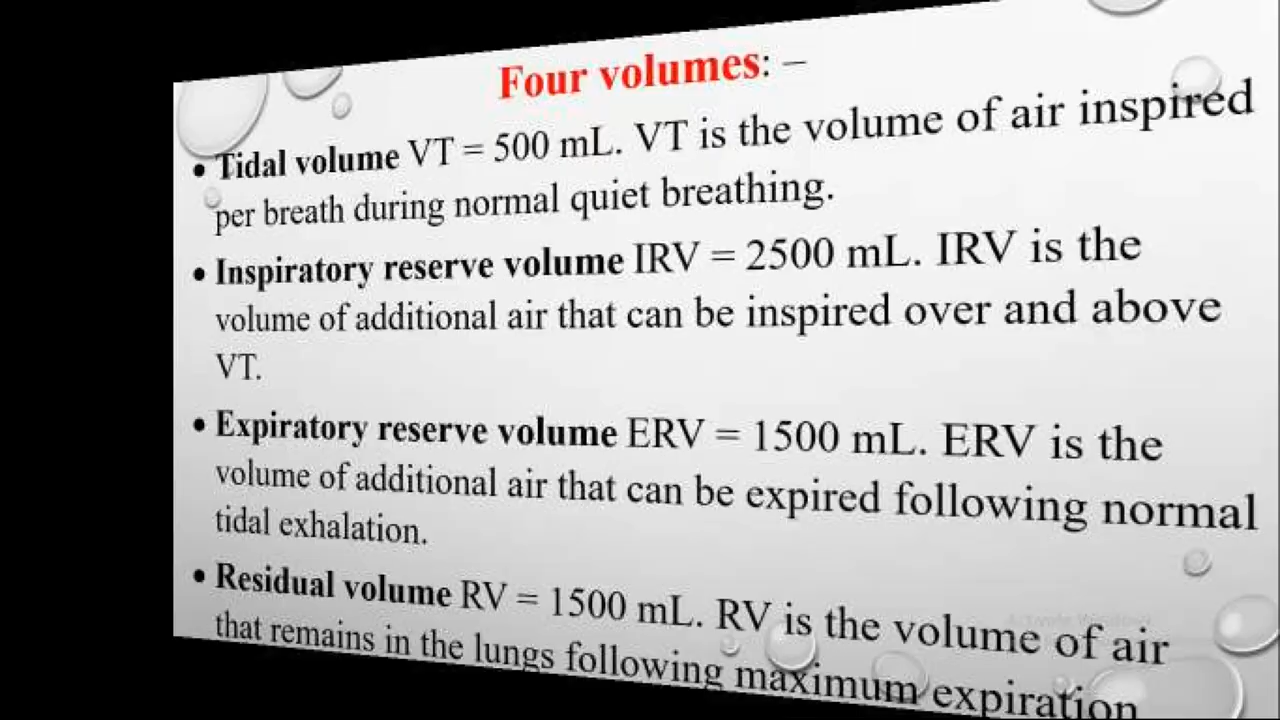 Four volumes: –
• Tidal volume VT = 500 mL. VT is the volume of air inspired
per breath during normal quiet breathing.
• Inspiratory reserve volume IRV = 2500 mL. IRV is the
volume of additional air that can be inspired over and above
VT.
• Expiratory reserve volume ERV = 1500 mL. ERV is the
volume of additional air that can be expired following normal
tidal exhalation.
• Residual volume RV = 1500 mL. RV is the volume of air
that remains in the lungs following maximum expiration
Activate Windows